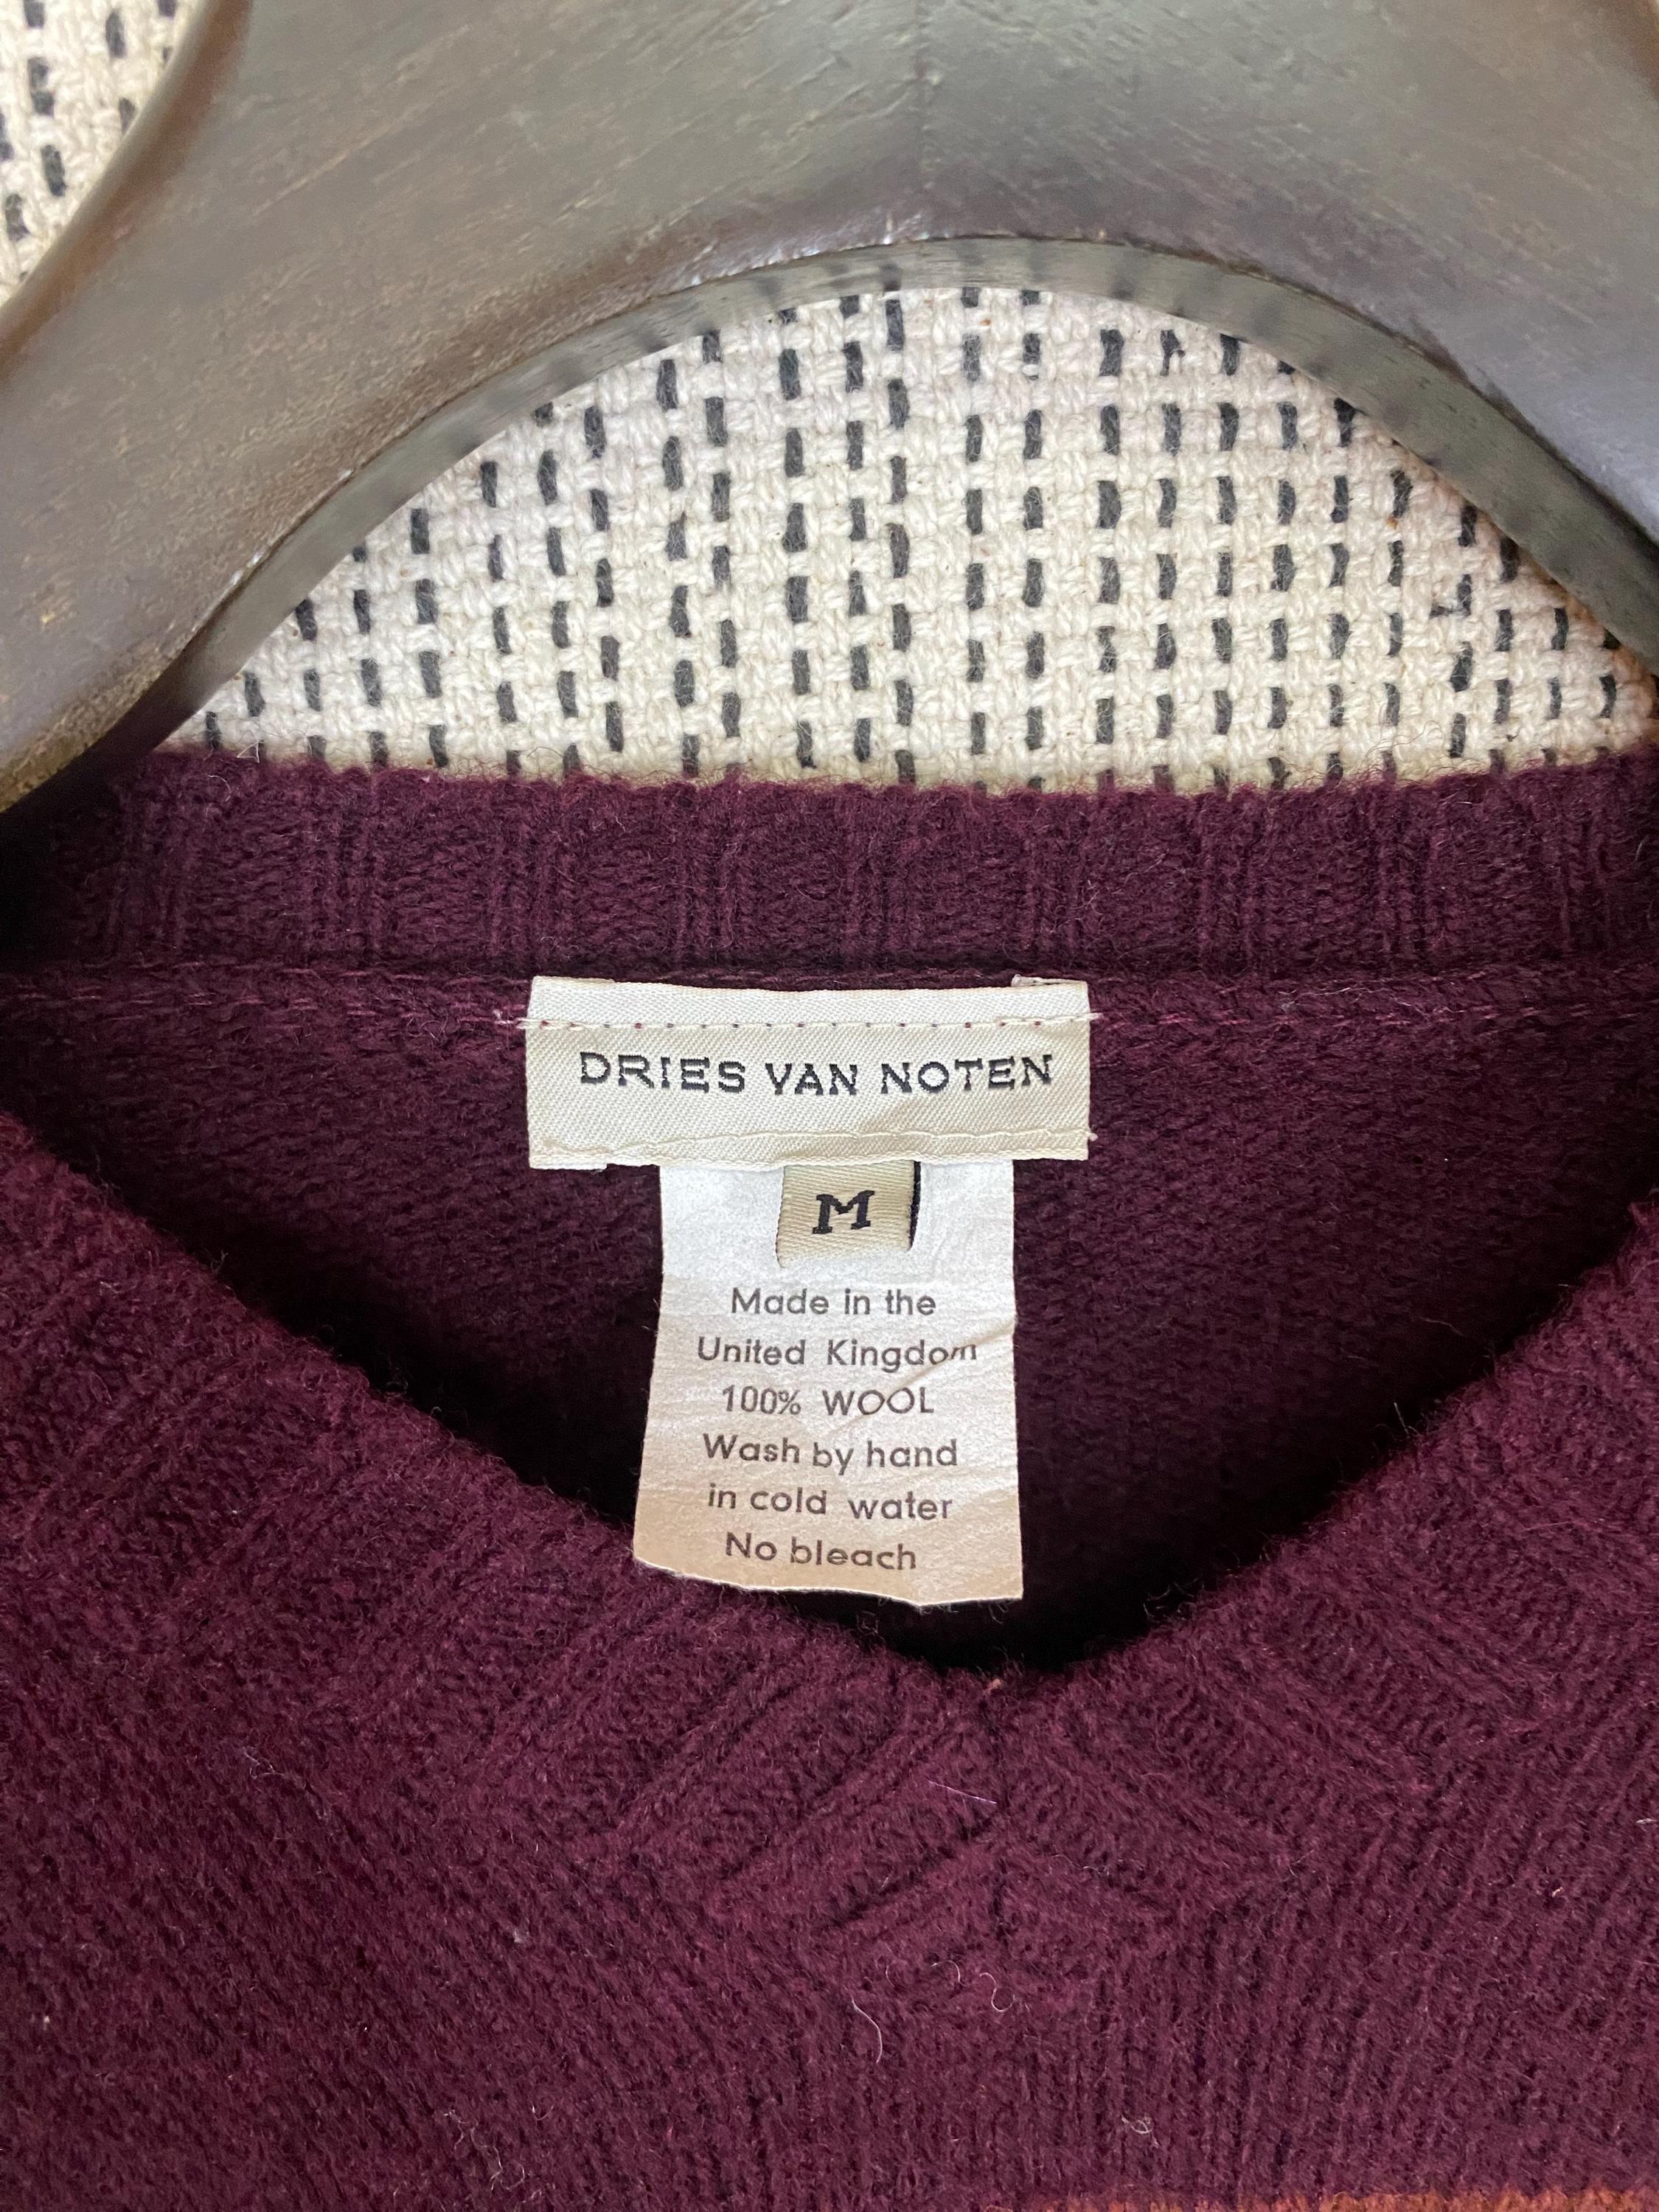 DRIES VAN NOTEN
M
Made in the
United Kingdom
100% WOOL
Wash by hand
in cold water
No bleach